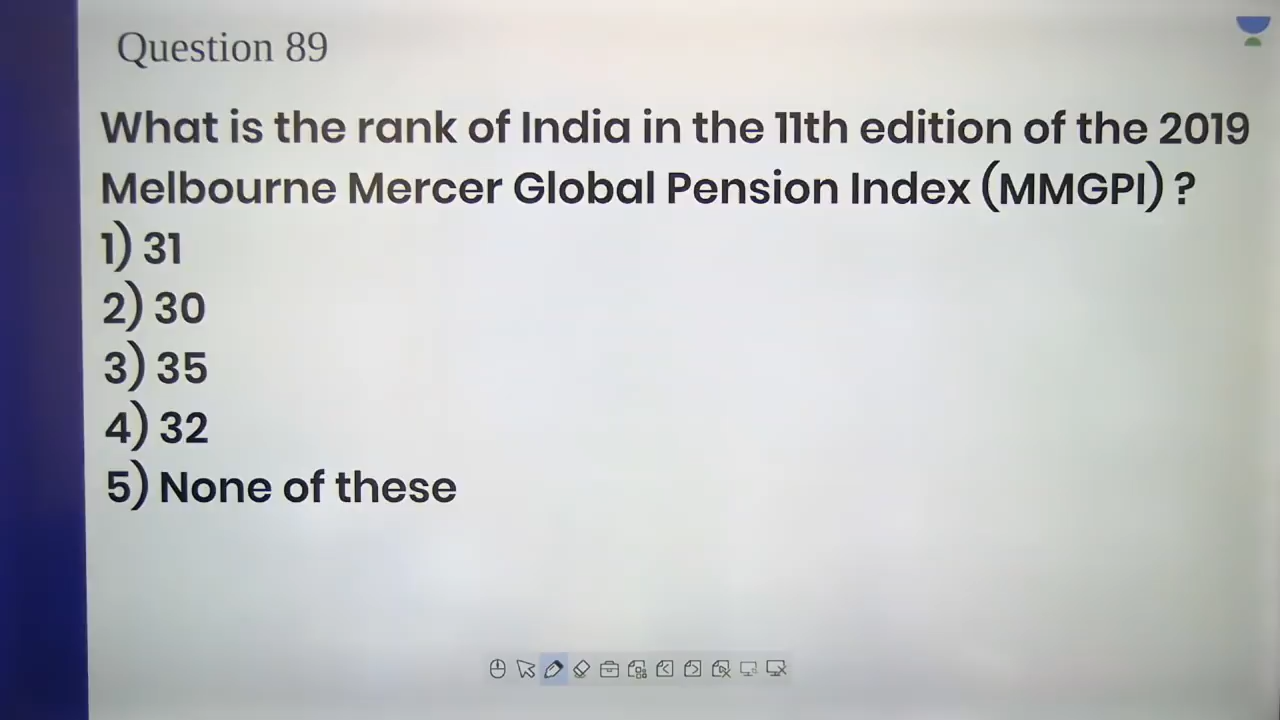 Question 89
What is the rank of India in the 11th edition of the 2019
Melbourne Mercer Global Pension Index (MMGPI) ?
1) 31
2) 30
3) 35
4) 32
5) None of these